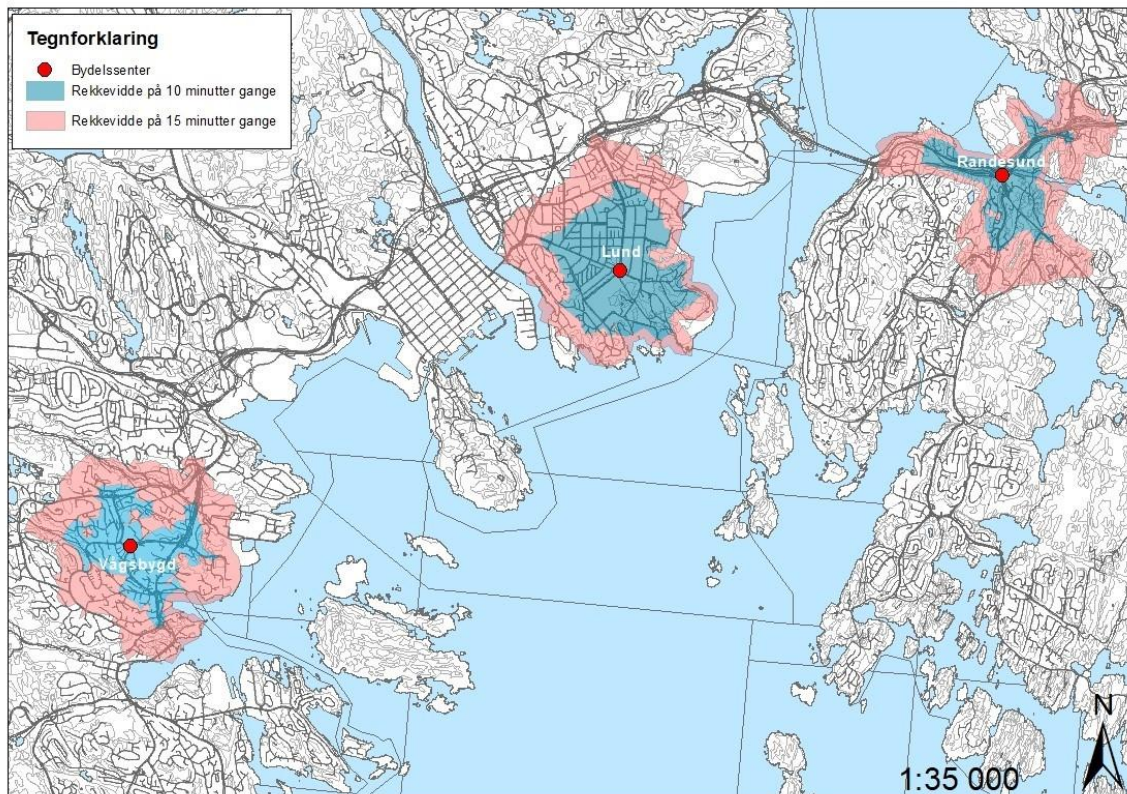 Tegnforklaring
Bydelssenter
Rekkevidde på 10 minutter gange
Rekkevidde på 15 minutter gange
Randesund
Lund
Vågsbygd
N
1:35 000